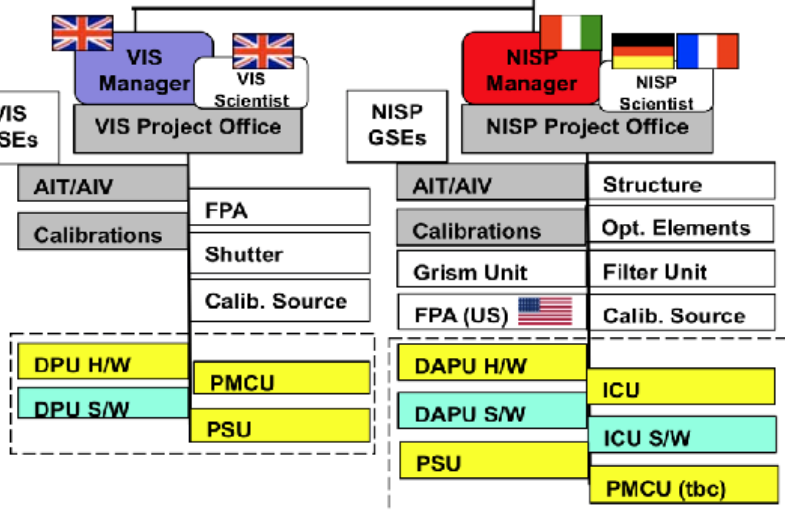 VIS
Manager
VIS
Scientist
VIS Project Office
AIT/AIV
Calibrations
FPA
Shutter
Calib. Source
DPU H/W
DPU S/W
PMCU
PSU
NISP
Manager
NISP
Scientist
NISP
GSEs
NISP Project Office
AIT/AIV
Calibrations
Grism Unit
FPA (US)
Structure
Opt. Elements
Filter Unit
Calib. Source
DAPU H/W
DAPU S/W
PSU
ICU
ICU S/W
PMCU (tbc)